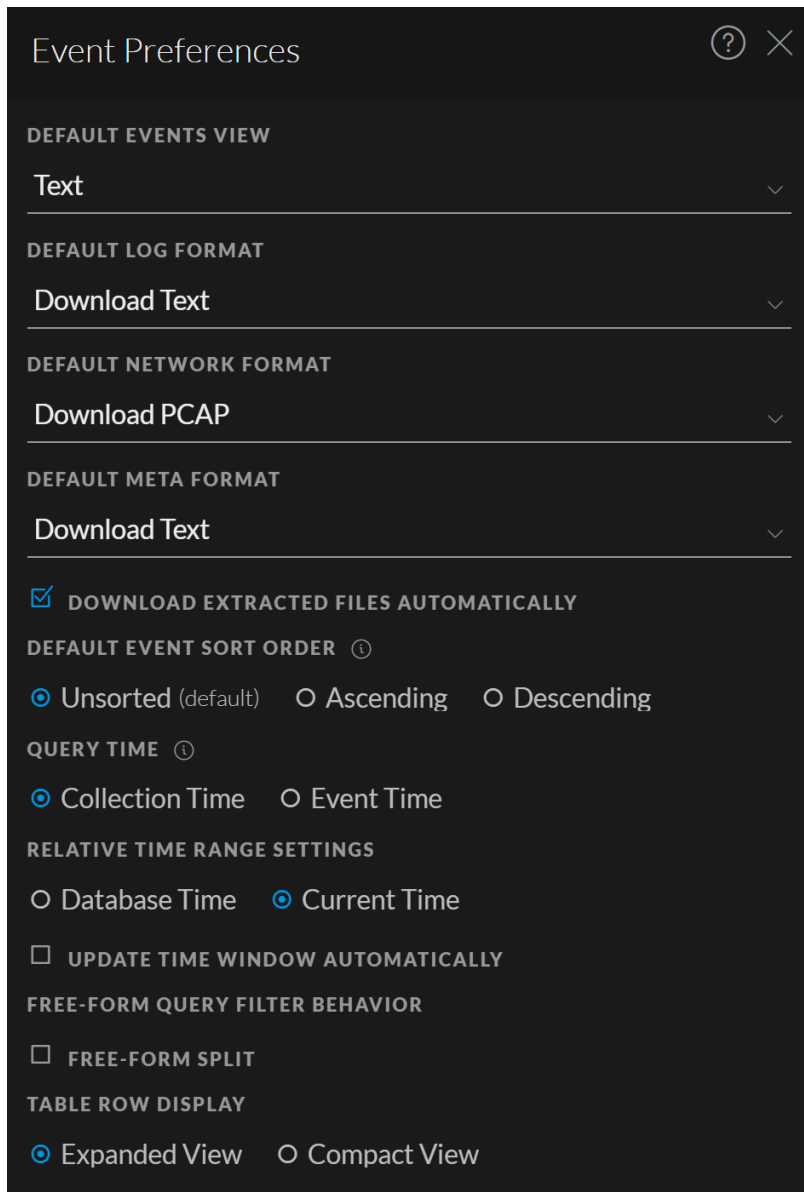 Event Preferences
DEFAULT EVENTS VIEW
Text
DEFAULT LOG FORMAT
Download Text
DEFAULT NETWORK FORMAT
Download PCAP
DEFAULT META FORMAT
Download Text
DOWNLOAD EXTRACTED FILES AUTOMATICALLY
DEFAULT EVENT SORT ORDER
Unsorted (default) Ascending Descending
QUERY TIME
Collection Time Event Time
RELATIVE TIME RANGE SETTINGS
Database Time Current Time
UPDATE TIME WINDOW AUTOMATICALLY
FREE-FORM QUERY FILTER BEHAVIOR
FREE-FORM SPLIT
TABLE ROW DISPLAY
Expanded View Compact View